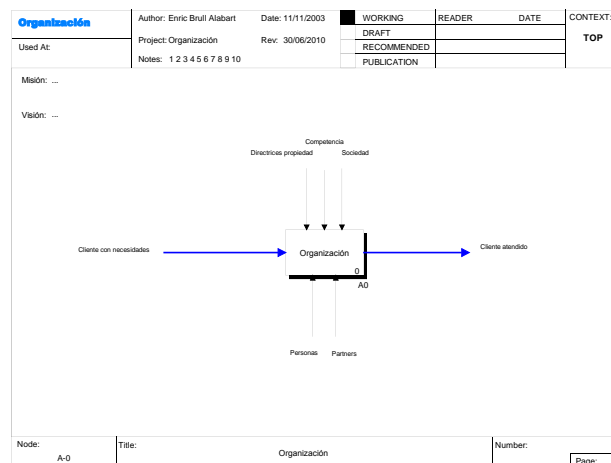 Organización
Used At:
Author: Enric Brull Alabart
Date: 11/11/2003
Project: Organización
Rev: 30/06/2010
Notes: 1 2 3 4 5 6 7 8 9 10
WORKING
DRAFT
RECOMMENDED
PUBLICATION
READER
DATE
CONTEXT:
TOP
Misión: ...
Visión: ...
Competencia
Directrices propiedad
Sociedad
Cliente con necesidades
Organización
0
A0
Cliente atendido
Personas
Partners
Node:
A-0
Title:
Organización
Number:
Page: